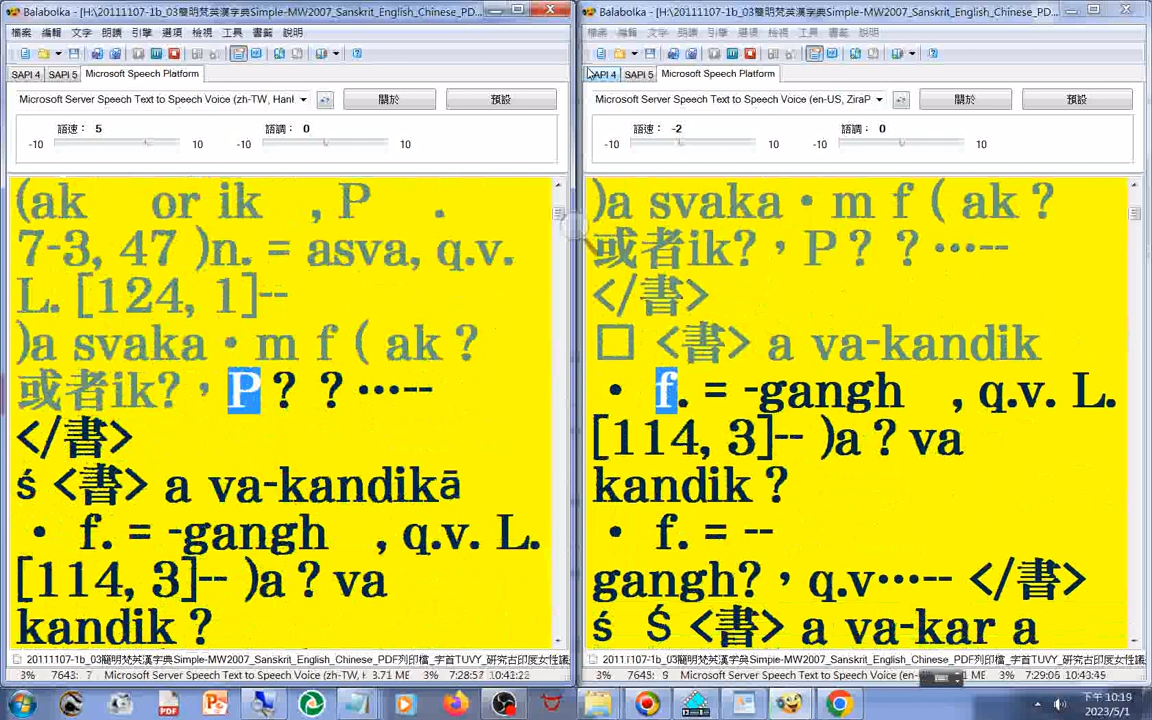 Balabolka - [H:\20111107-1b_03簡明梵英漢字典Simple-MW2007_Sanskrit_English_Chinese_PD...
檔案 編輯 文字 朗讀 引擎 選項 檢視 工具 書籤 說明
SAPI 4 SAPI 5 Microsoft Speech Platform
Microsoft Server Speech Text to Speech Voice (zh-TW, HanH
關於
預設
語速： 5
語調： 0
-10 10 -10 10
(ak or ik , P .
7-3, 47 )n. = asva, q.v.
L. [124, 1]--
)a svaka • m f ( ak ?
或者ik?，P ? ? …--
</書>
ś <書> a va-kandikā
• f. = -gangh , q.v. L.
[114, 3]-- )a ? va
kandik ?
20111107-1b_03簡明梵英漢字典Simple-MW2007_Sanskrit_English_Chinese_PDF列印檔_字首TUVY_研究古印度女性議
3% 7643: 7 Microsoft Server Speech Text to Speech Voice (zh-TW, H 3.71 ME 3% 7:28:57 10:41:22
Balabolka - [H:\20111107-1b_03簡明梵英漢字典Simple-MW2007_Sanskrit_English_Chinese_PD...
檔案 編輯 文字 朗讀 引擎 選項 檢視 工具 書籤 說明
SAPI 4 SAPI 5 Microsoft Speech Platform
Microsoft Server Speech Text to Speech Voice (en-US, ZiraP
關於
預設
語速： -2
語調： 0
-10 10 -10 10
)a svaka • m f ( ak ?
或者ik?，P ? ? …--
</書>
□ <書> a va-kandik
• f. = -gangh , q.v. L.
[114, 3]-- )a ? va
kandik ?
• f. = --
gangh?，q.v…-- </書>
ś Ś <書> a va-kar a
20111107-1b_03簡明梵英漢字典Simple-MW2007_Sanskrit_English_Chinese_PDF列印檔_字首TUVY_研究古印度女性議
3% 7645: 9 Microsoft Server Speech Text to Speech Voice (en-US, 3% 7:29:06 10:43:45
下午 10:19
2023/5/1